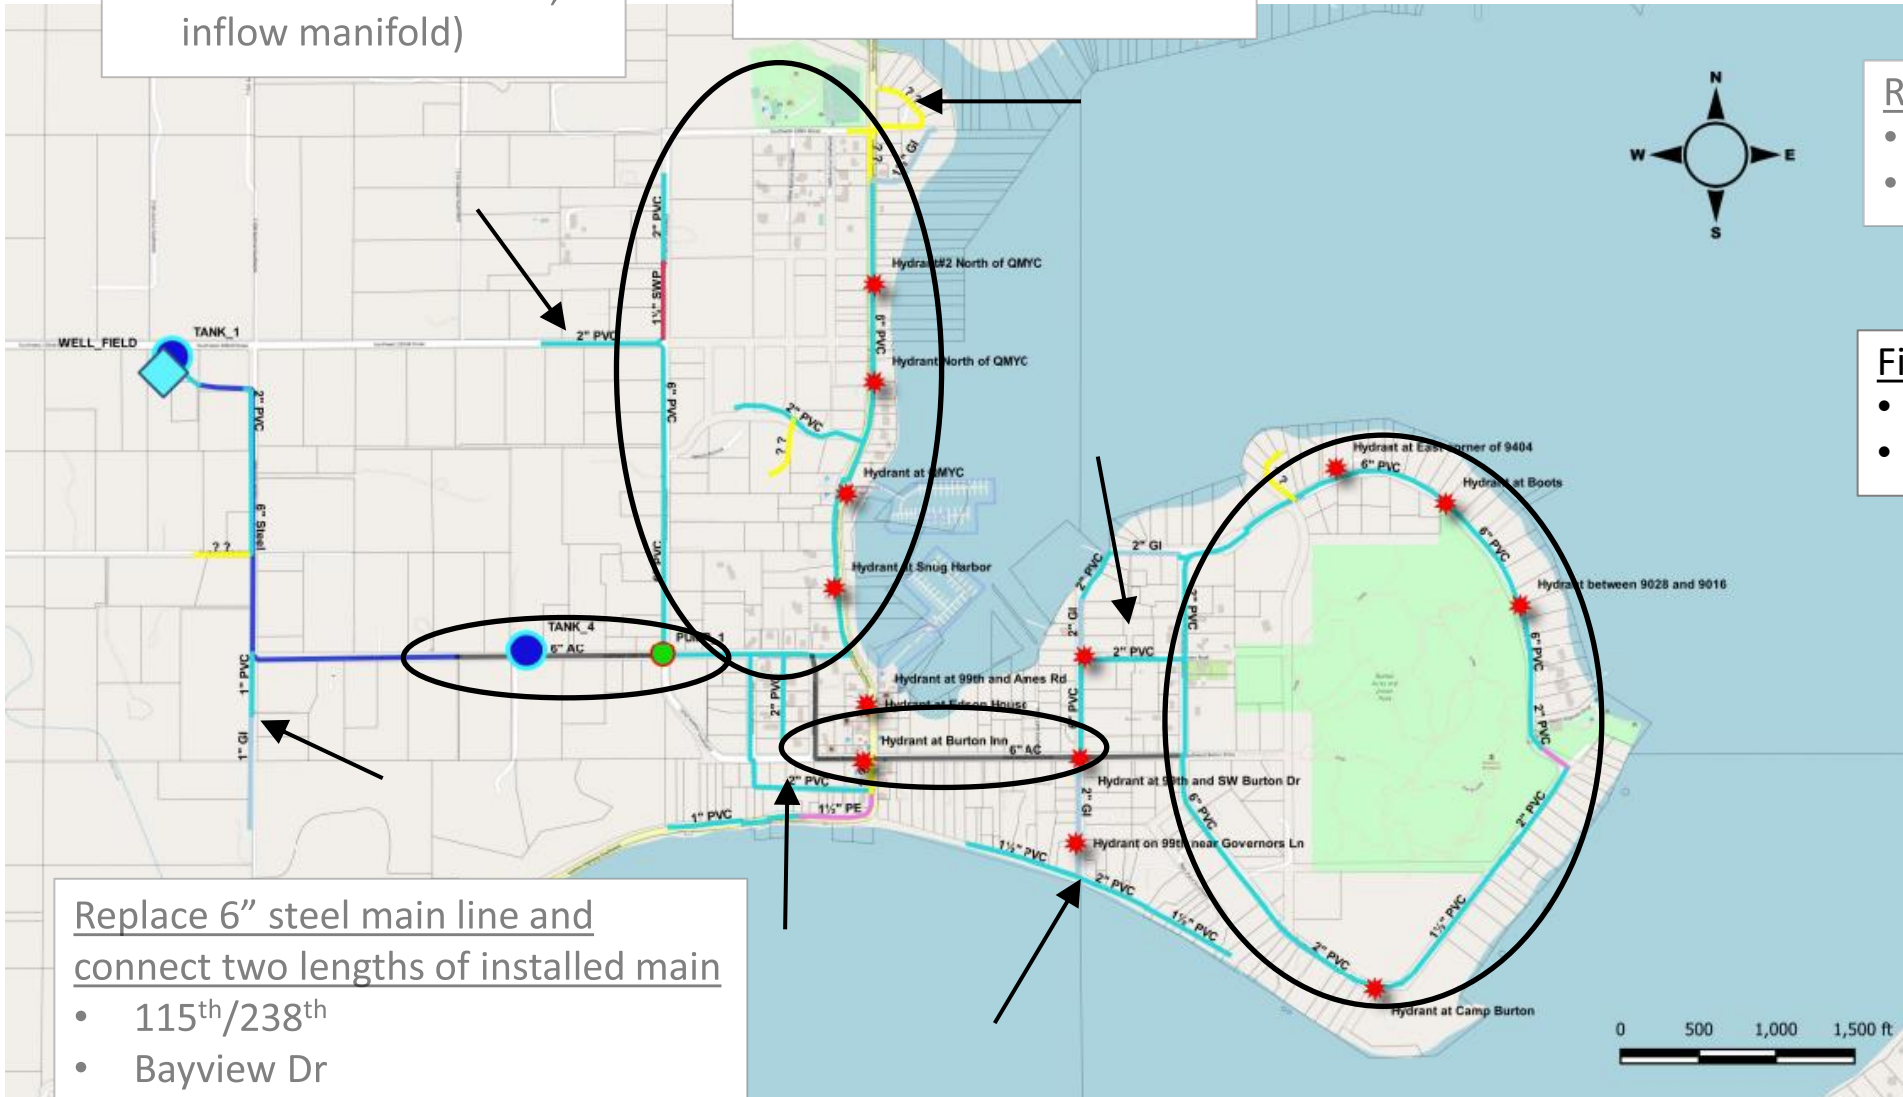 inflow manifold)
N
W
E
S
R
Fi
? ?
? ?
GI
2" PVC
1½" SWP
Hydrant#2 North of QMYC
6" PVC
TANK_1
WELL_FIELD
2" PVC
Hydrant North of QMYC
2" PVC
6" PVC
2" PVC
? ?
Hydrant at QMYC
Hydrant at East corner of 9404
6" PVC
?
Hydrant at Boots
6" Steel
? ?
6" PVC
2" GI
2" PVC
Hydrant at Snug Harbor
Hydrant between 9028 and 9016
2" PVC
2" GI
TANK_4
6" AC
PUMP_1
2" PVC
6" PVC
1" PVC
2" PVC
Hydrant at 99th and Ames Rd
Hydrant at Edson House
PVC
2" PVC
1" GI
Hydrant at Burton Inn
6" AC
2" PVC
Hydrant at 99th and SW Burton Dr
2" GI
6" PVC
2" PVC
1" PVC
1½" PE
1½" PVC
Hydrant on 99th near Governors Ln
2" PVC
1½" PVC
1½" PVC
2" PVC
Hydrant at Camp Burton
Replace 6” steel main line and
connect two lengths of installed main
• 115th/238th
• Bayview Dr
0 500 1,000 1,500 ft